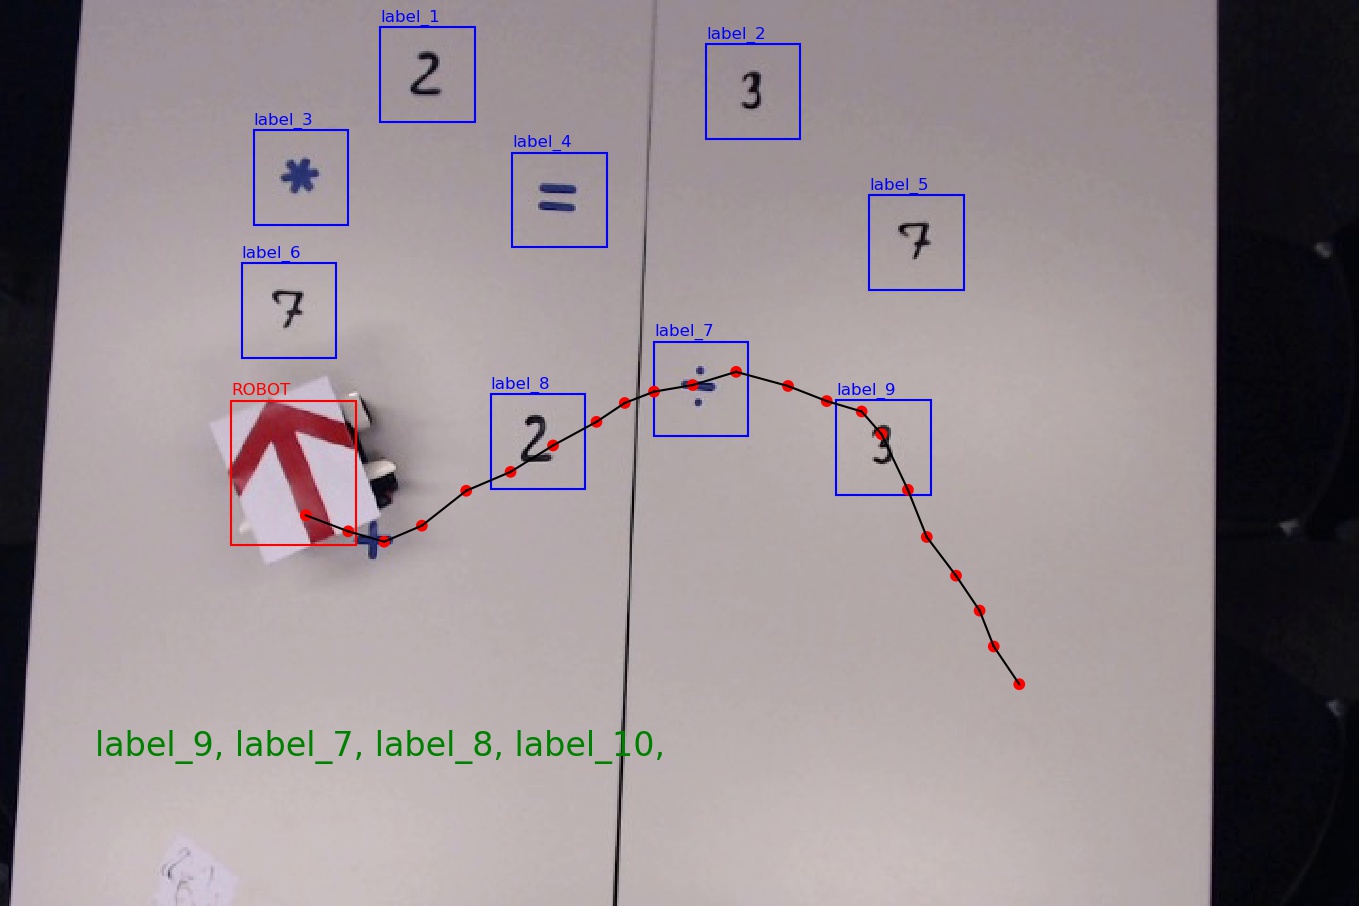 label_1
2
label_2
3
label_3
*
label_4
=
label_5
7
label_6
7
label_7
÷
ROBOT
label_8
2
label_9
3
+
label_9, label_7, label_8, label_10,